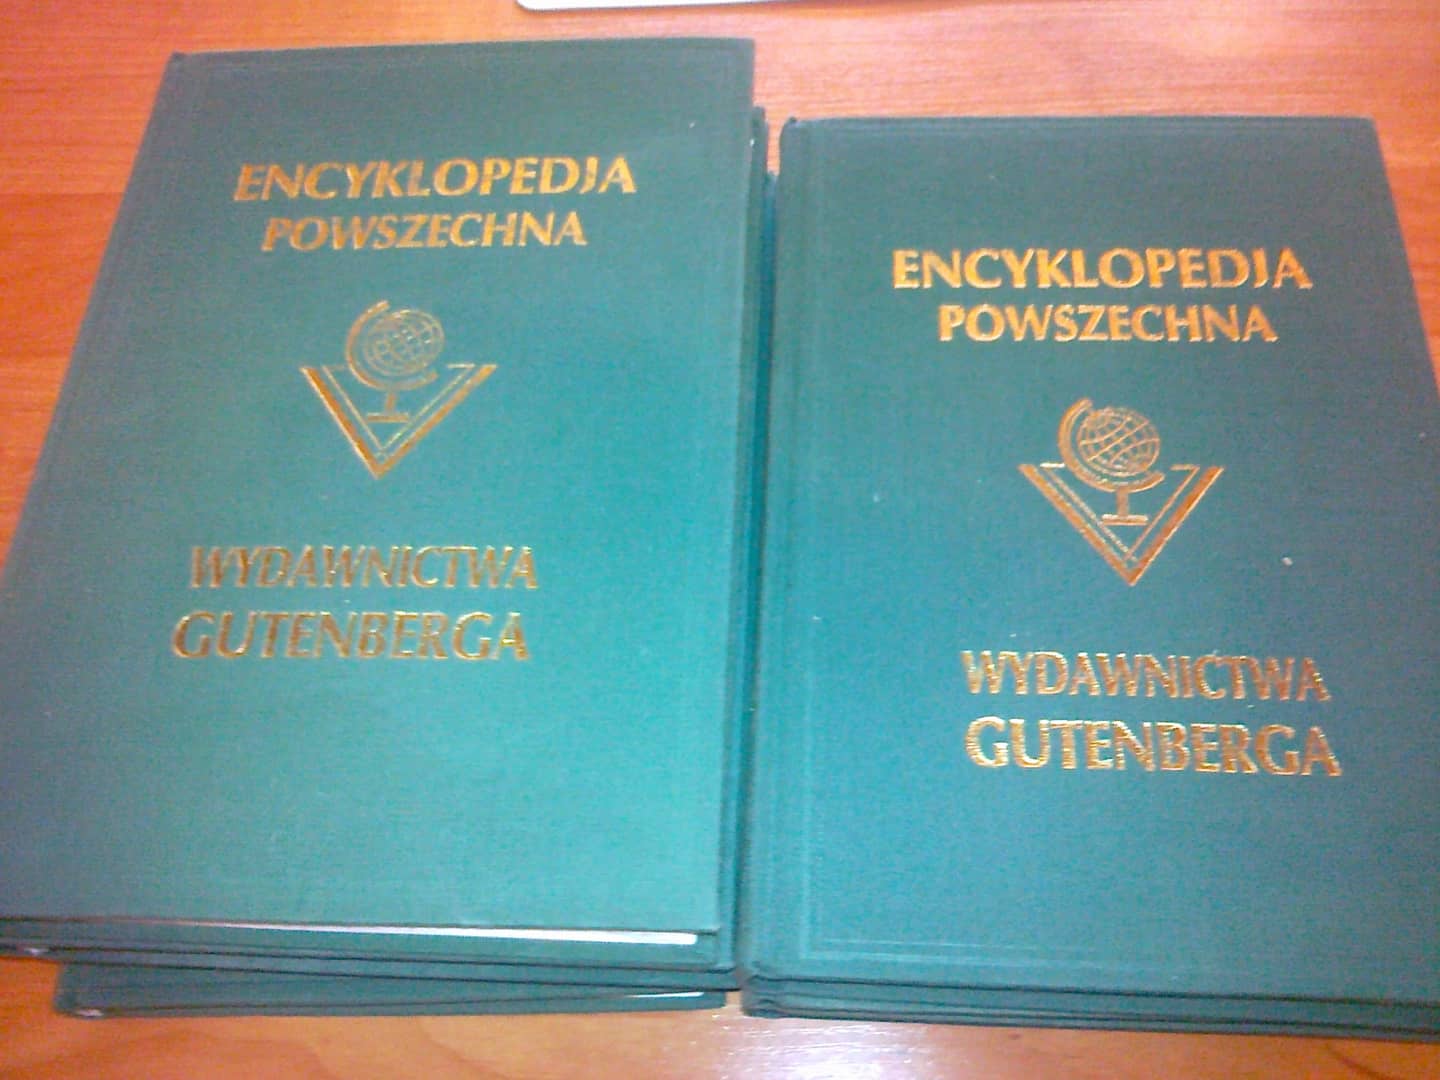 ENCYKLOPEDJA
POWSZECHNA
WYDAWNICTWA
GUTENBERGA
ENCYKLOPEDJA
POWSZECHNA
WYDAWNICTWA
GUTENBERGA